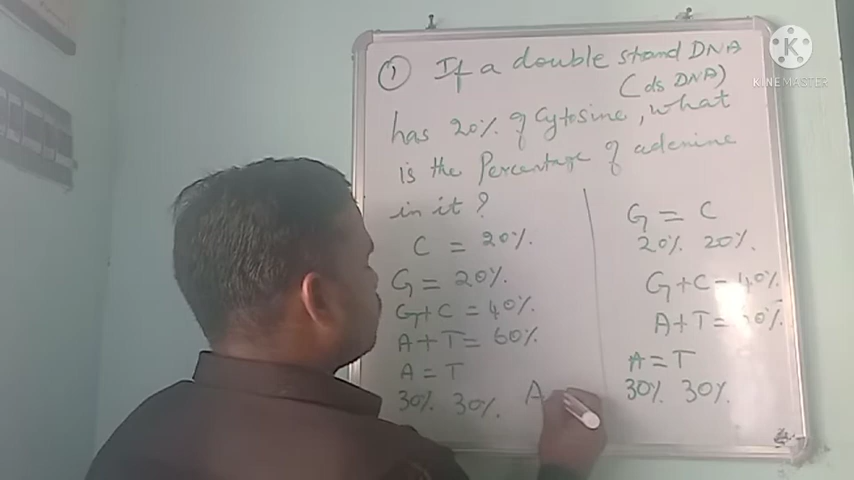 ① If a double strand DNA
(ds DNA)
has 20% of Cytosine, what
is the Percentage of adenine
in it?
C = 20%.
G = 20%.
G+C = 40%.
A+T = 60%.
A = T
30%. 30%.
A
G = C
20%. 20%.
G+C = 40%.
A+T =
A = T
30%. 30%.
K
KINEMASTER